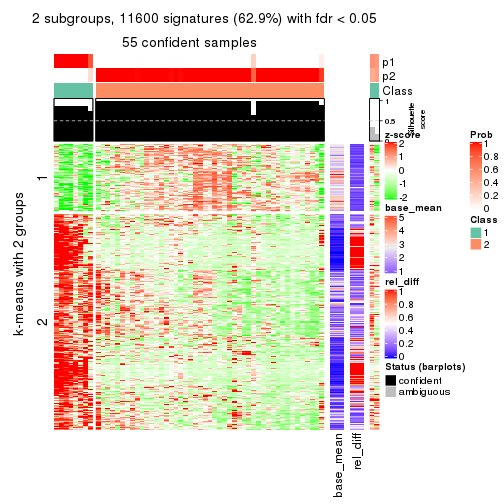 2 subgroups, 11600 signatures (62.9%) with fdr < 0.05
55 confident samples
p1
p2
Class
1
0.5
0
Silhouette
score
k-means with 2 groups
1
2
z-score
2
1
0
-1
-2
base_mean
5
4
3
2
1
rel_diff
1
0.8
0.6
0.4
0.2
0
Status (barplots)
confident
ambiguous
Prob
1
0.8
0.6
0.4
0.2
0
Class
1
2
base_mean
rel_diff